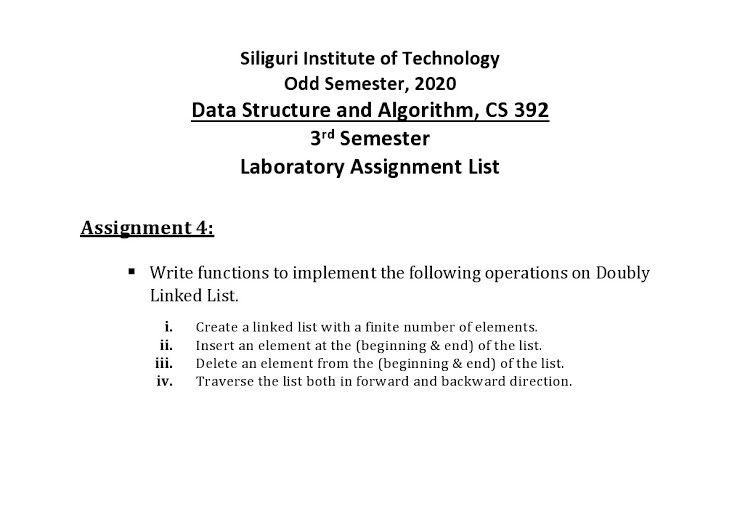 Siliguri Institute of Technology
Odd Semester, 2020
Data Structure and Algorithm, CS 392
3rd Semester
Laboratory Assignment List
Assignment 4:
▪ Write functions to implement the following operations on Doubly
Linked List.
i. Create a linked list with a finite number of elements.
ii. Insert an element at the (beginning & end) of the list.
iii. Delete an element from the (beginning & end) of the list.
iv. Traverse the list both in forward and backward direction.